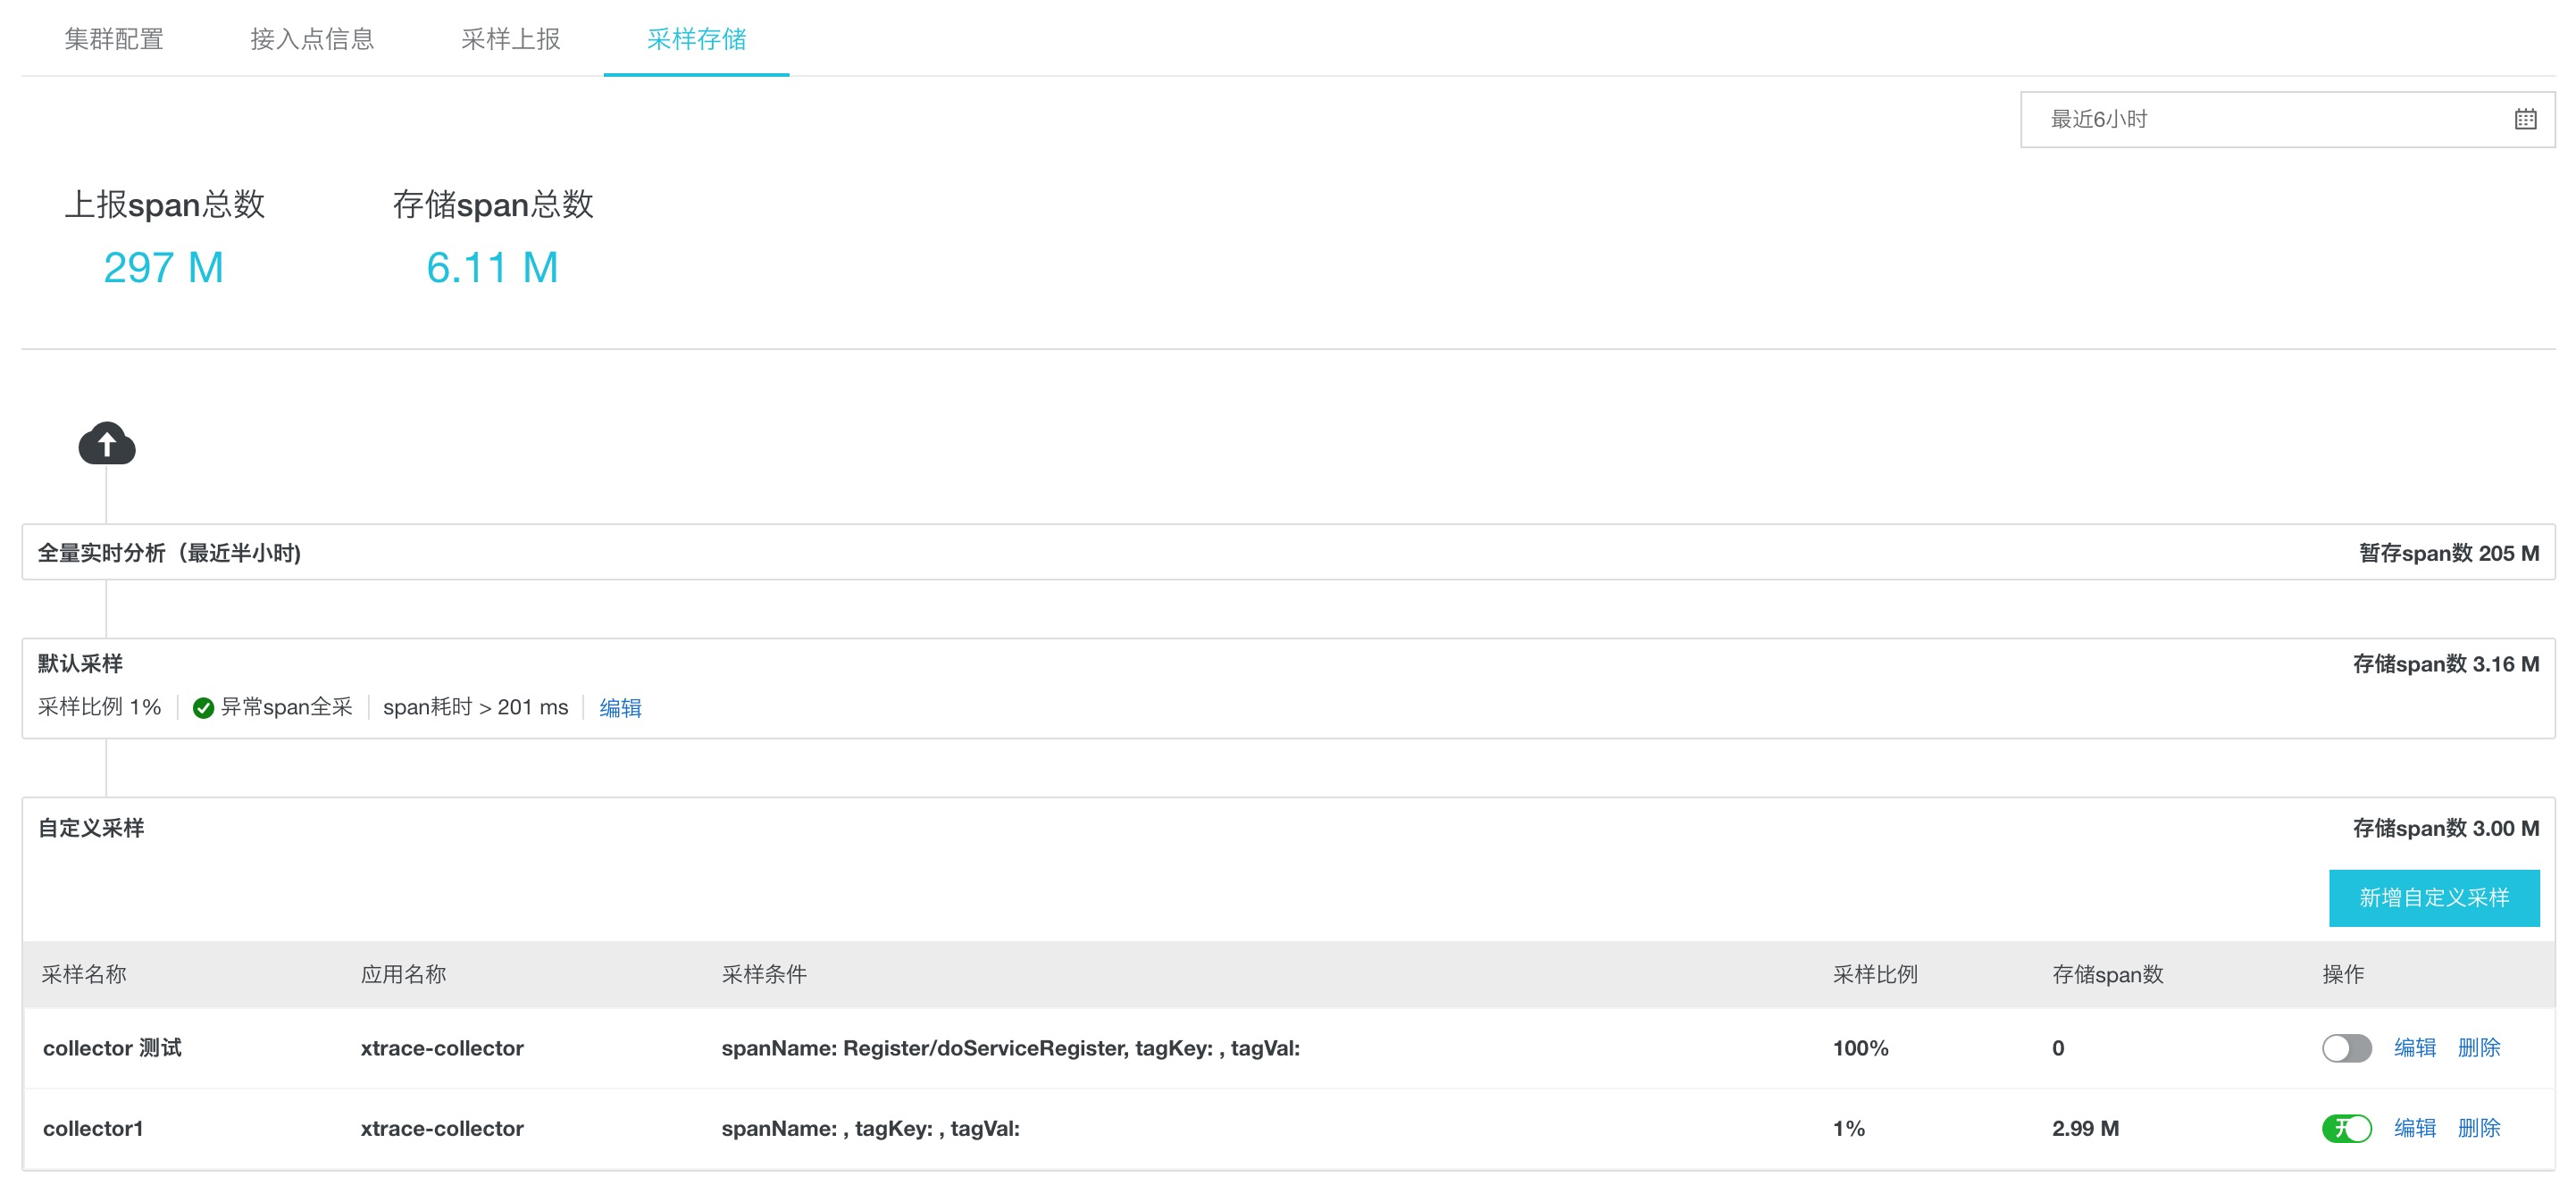 集群配置 接入点信息 采样上报 采样存储
最近6小时
上报span总数 存储span总数
297 M 6.11 M
全量实时分析（最近半小时) 暂存span数 205 M
默认采样 存储span数 3.16 M
采样比例 1% 异常span全采 span耗时 > 201 ms 编辑
自定义采样 存储span数 3.00 M
新增自定义采样
采样名称 应用名称 采样条件 采样比例 存储span数 操作
collector 测试 xtrace-collector spanName: Register/doServiceRegister, tagKey: , tagVal: 100% 0 编辑 删除
collector1 xtrace-collector spanName: , tagKey: , tagVal: 1% 2.99 M 开 编辑 删除